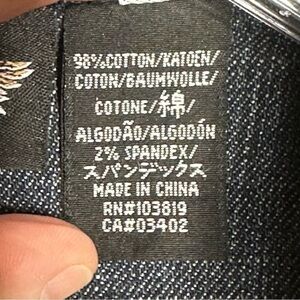 98%COTTON/KATOEN/
COTON/BAUMWOLLE/
COTONE/綿/
ALGODÃO/ALGODÓN
2% SPANDEX/
スパンデックス
MADE IN CHINA
RN#103819
CA#03402